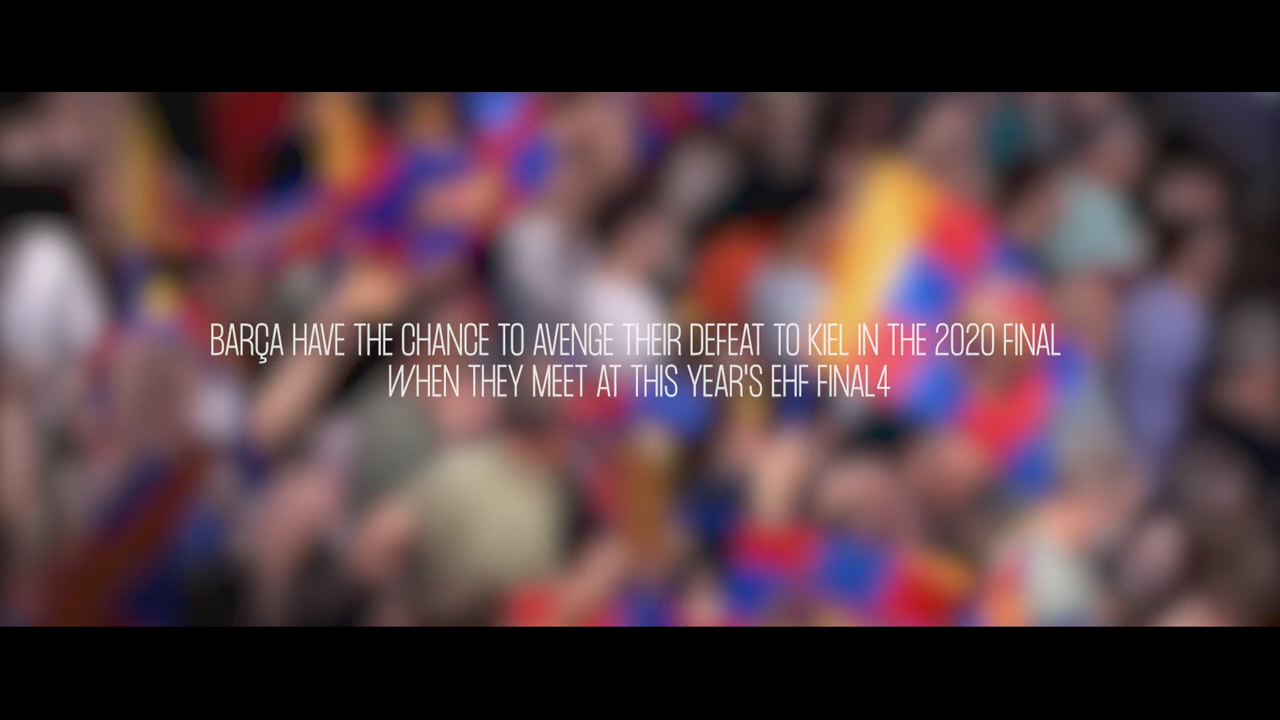 BARÇA HAVE THE CHANCE TO AVENGE THEIR DEFEAT TO KIEL IN THE 2020 FINAL
WHEN THEY MEET AT THIS YEAR'S EHF FINAL4